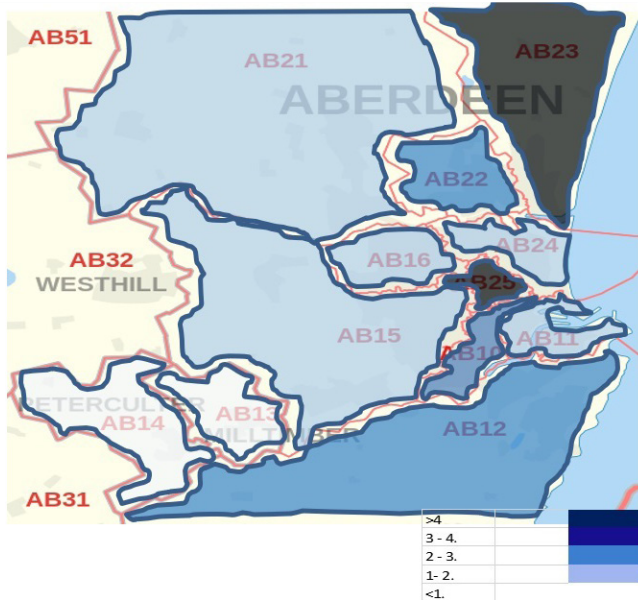 AB51
AB23
AB21
ABERDEEN
AB22
AB24
AB32
AB16
WESTHILL
AB25
AB15
AB11
AB10
PETERCULTER
AB13
AB14
MILLTIMBER
AB12
AB31
>4
3 - 4.
2 - 3.
1- 2.
<1.